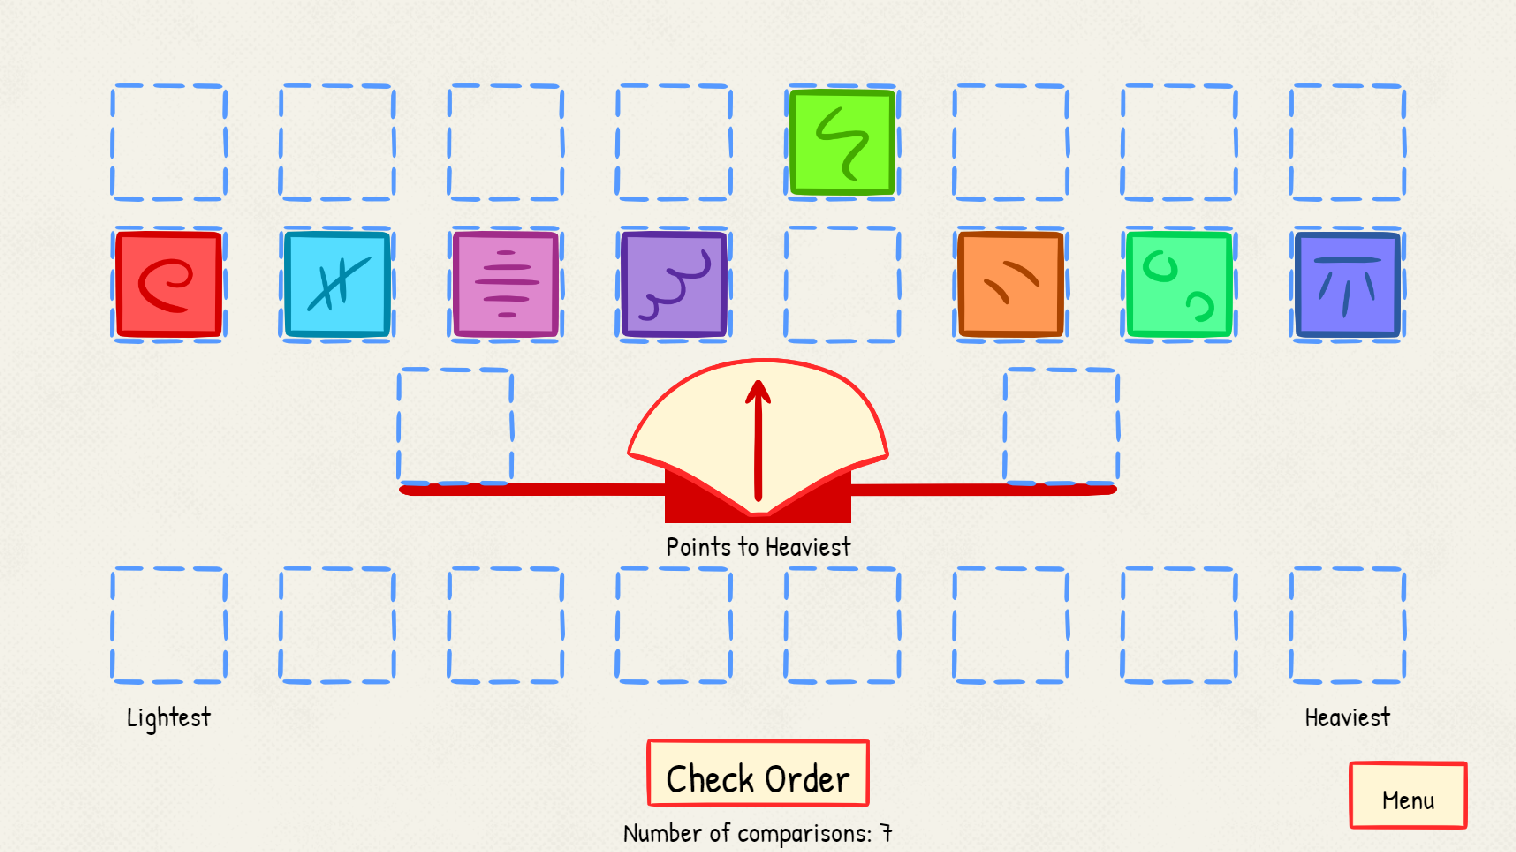 Points to Heaviest
Lightest
Heaviest
Check Order
Menu
Number of comparisons: 7